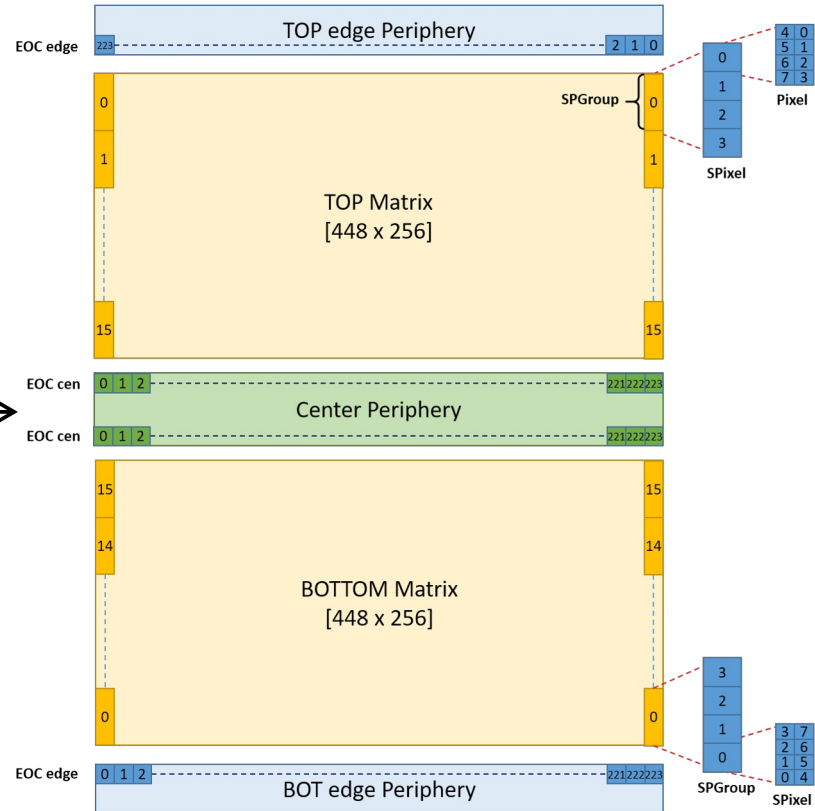 TOP edge Periphery
EOC edge
223
2 1 0
4 0
5 1
6 2
7 3
Pixel
0
1
2
3
SPixel
SPGroup
0
0
1
1
TOP Matrix
[448 x 256]
15
15
EOC cen
0 1 2
221 222 223
Center Periphery
EOC cen
0 1 2
221 222 223
15
15
14
14
BOTTOM Matrix
[448 x 256]
0
0
3
2
1
0
SPGroup
3 7
2 6
1 5
0 4
SPixel
EOC edge
0 1 2
221 222 223
BOT edge Periphery